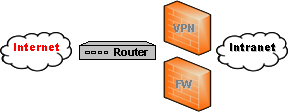 VPN
Internet
Router
Intranet
FW